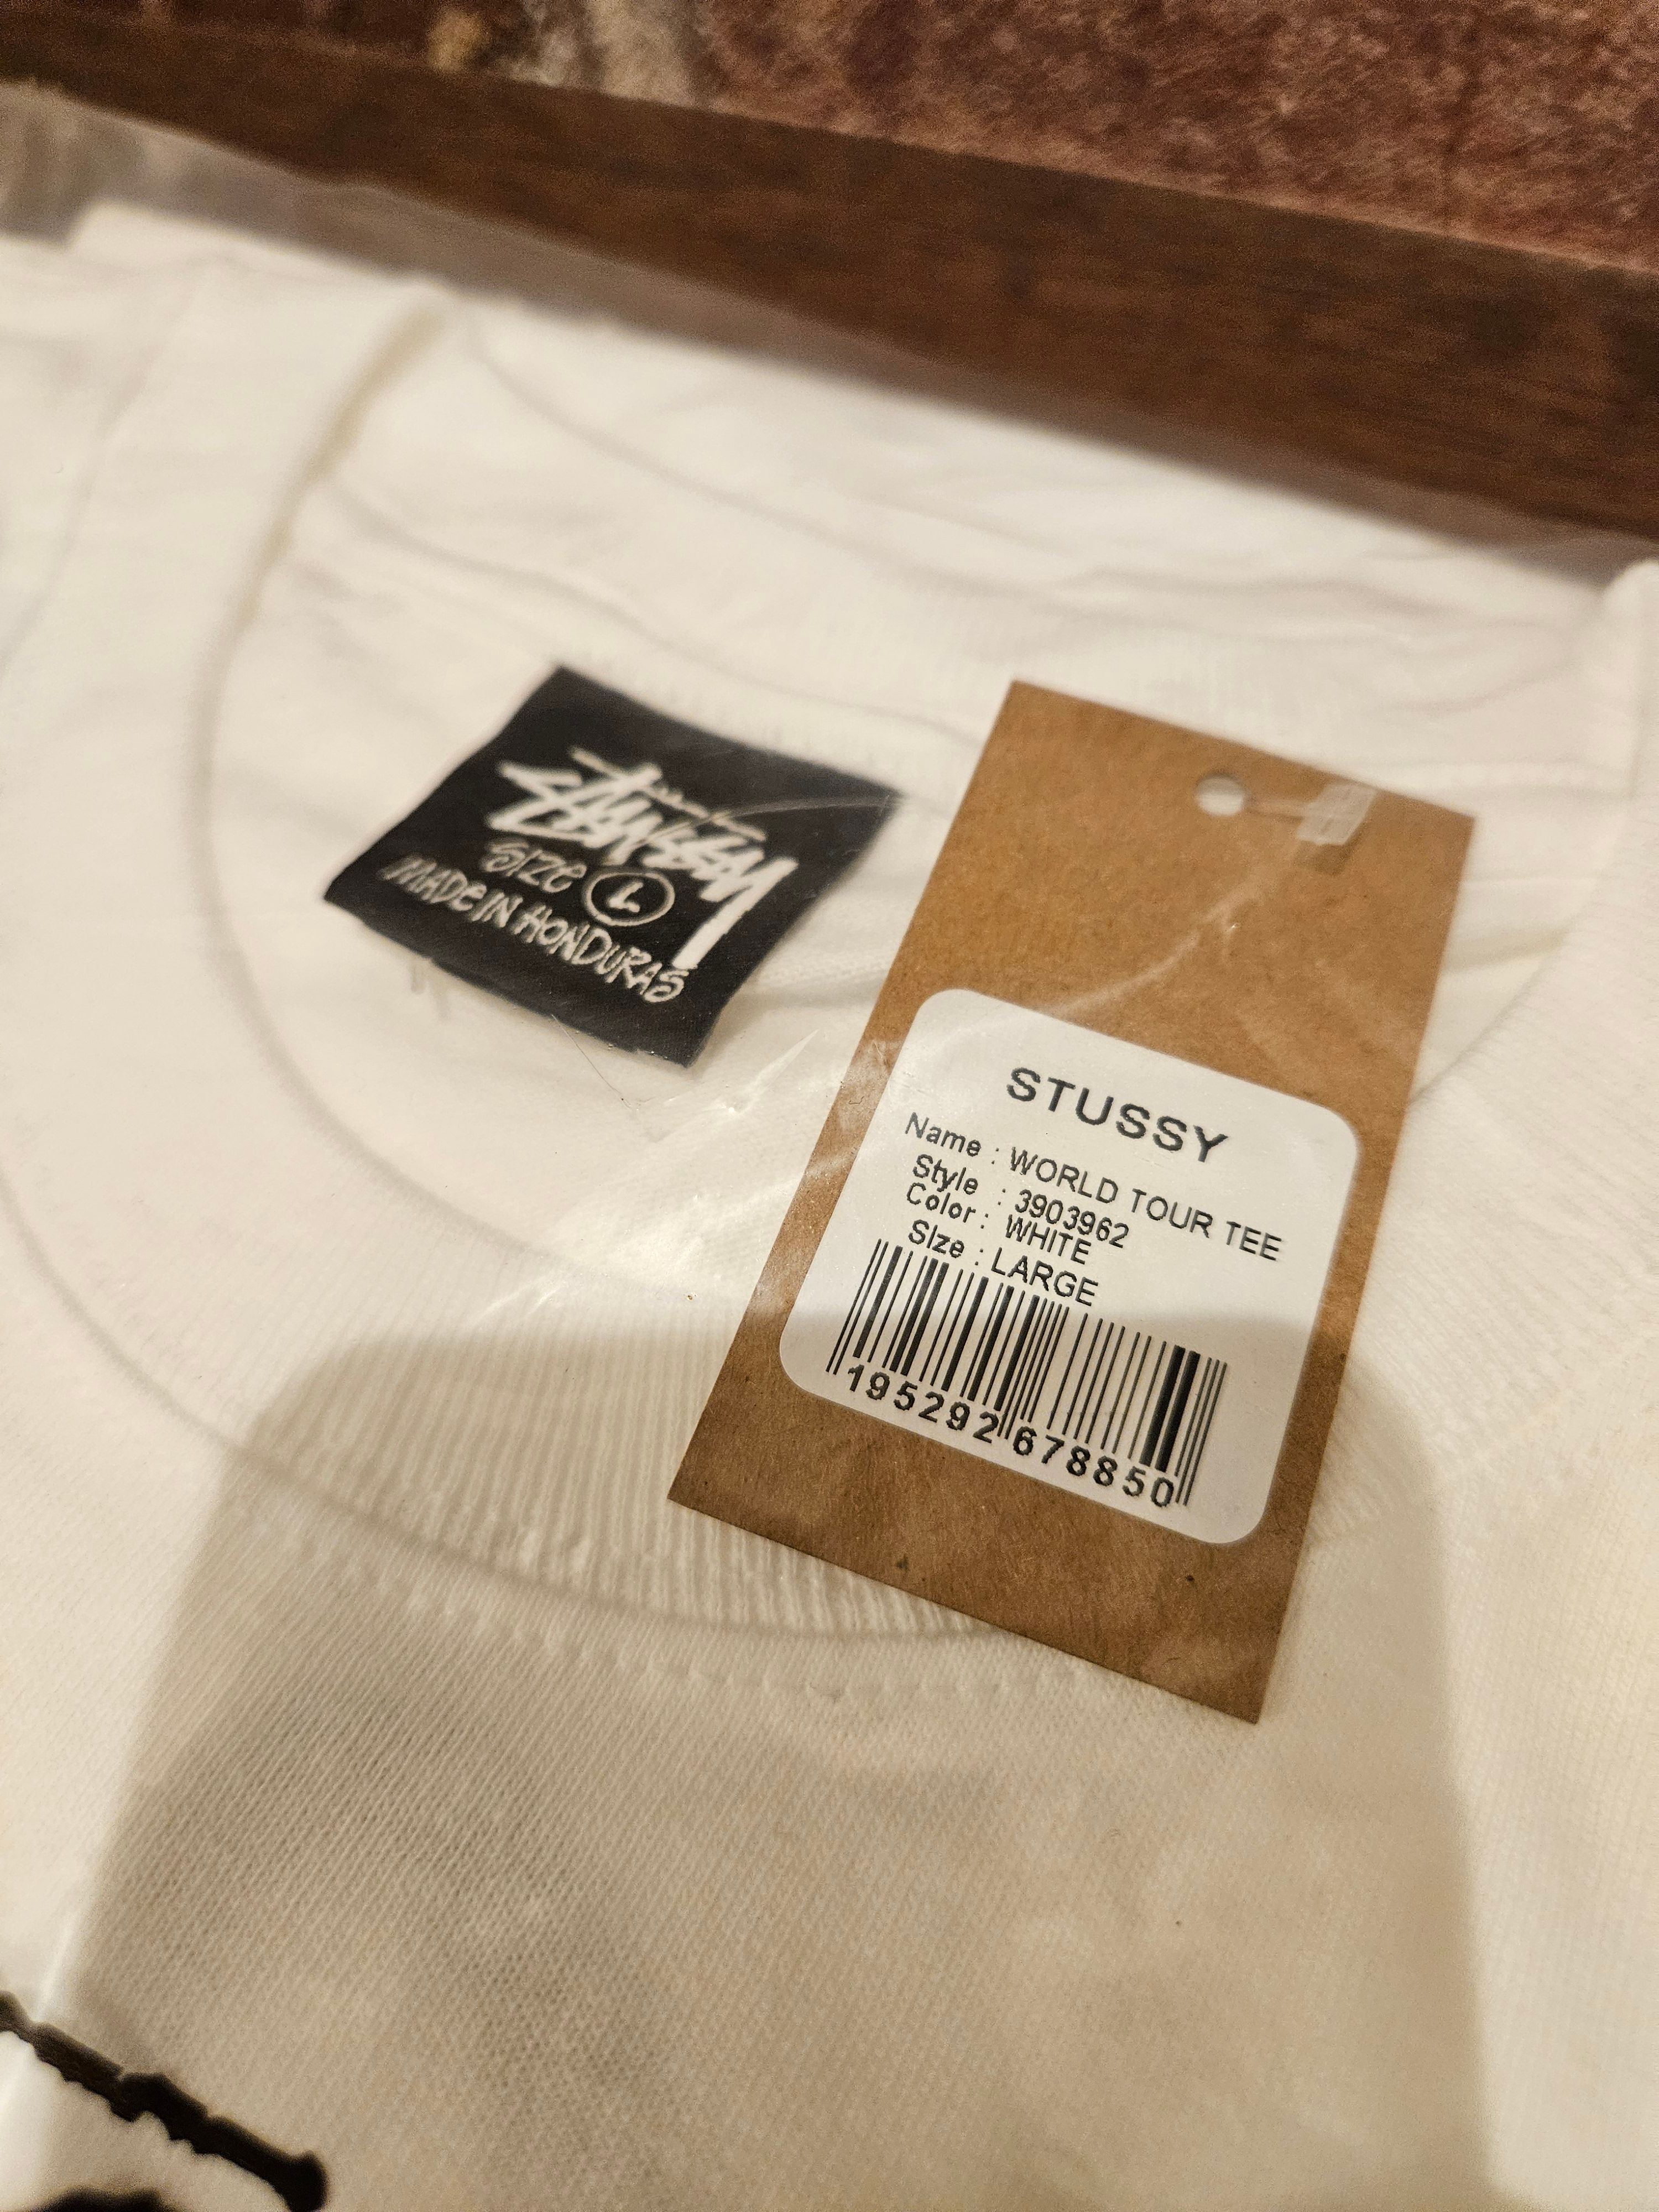 STUSSY
SIZE L
MADE IN HONDURAS
STUSSY
Name : WORLD TOUR TEE
Style : 3903962
Color : WHITE
SIze : LARGE
195292 678850